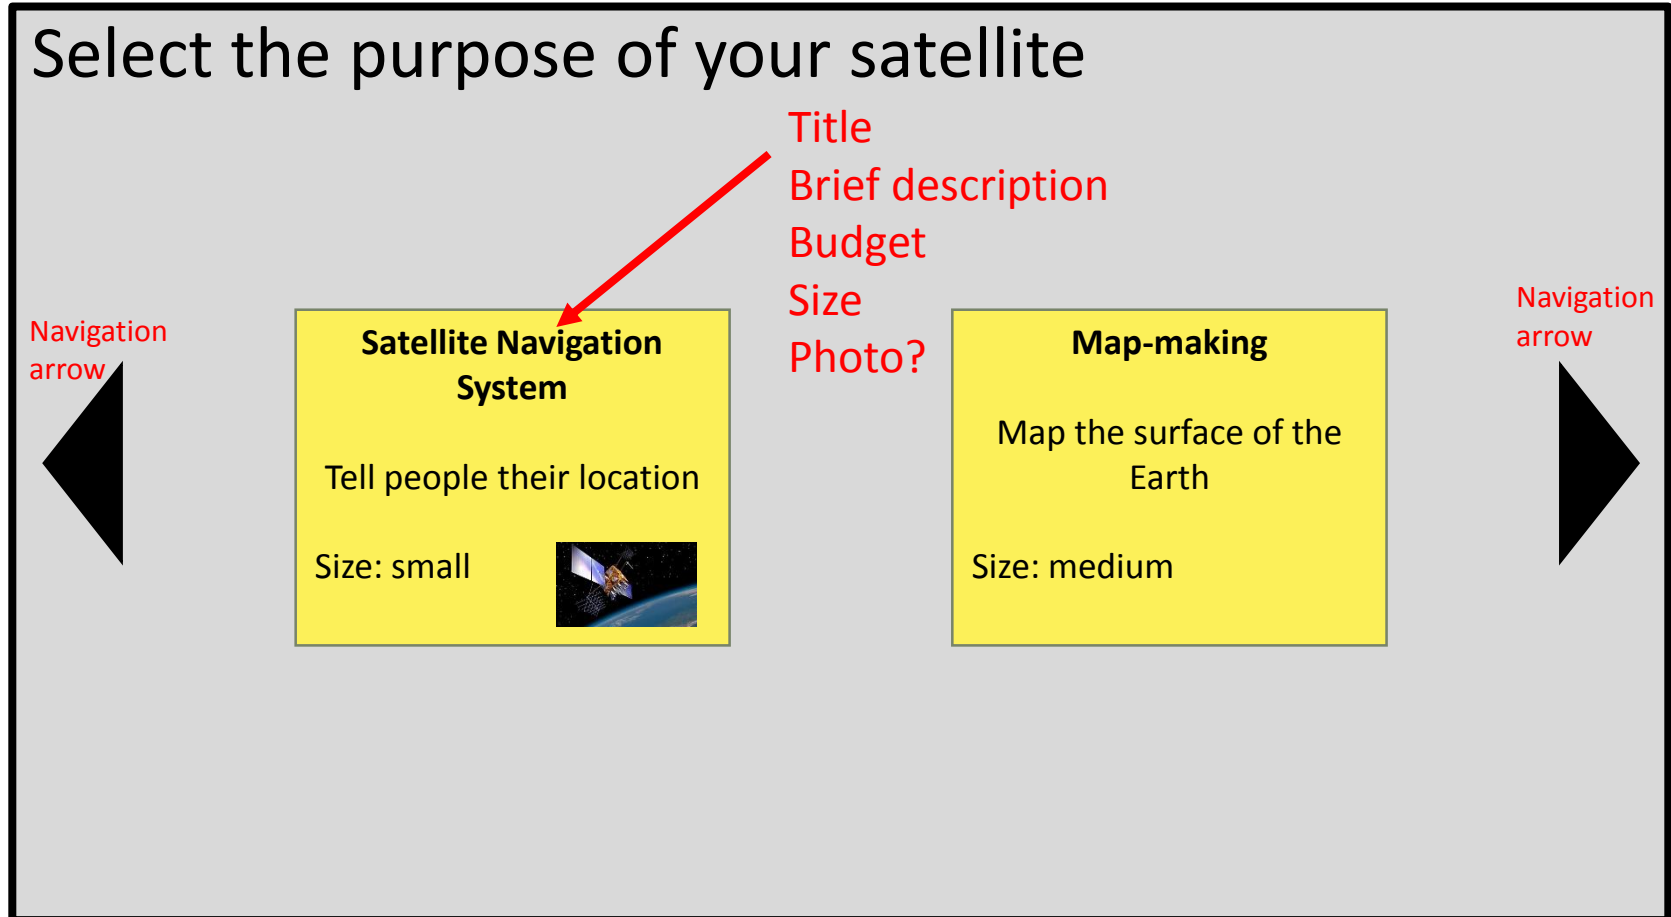 Select the purpose of your satellite
Title
Brief description
Budget
Size
Photo?
Navigation
arrow
Satellite Navigation
System
Tell people their location
Size: small
Map-making
Map the surface of the
Earth
Size: medium
Navigation
arrow